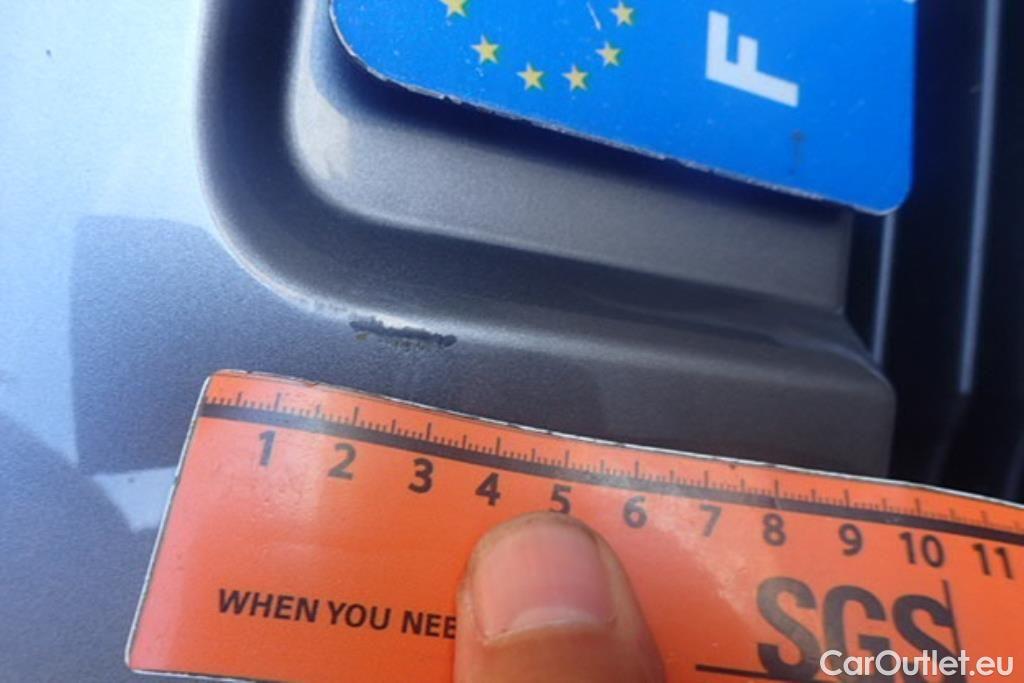 F
1 2 3 4 5 6 7 8 9 10 11
WHEN YOU NEE
SGS
CarOutlet.eu